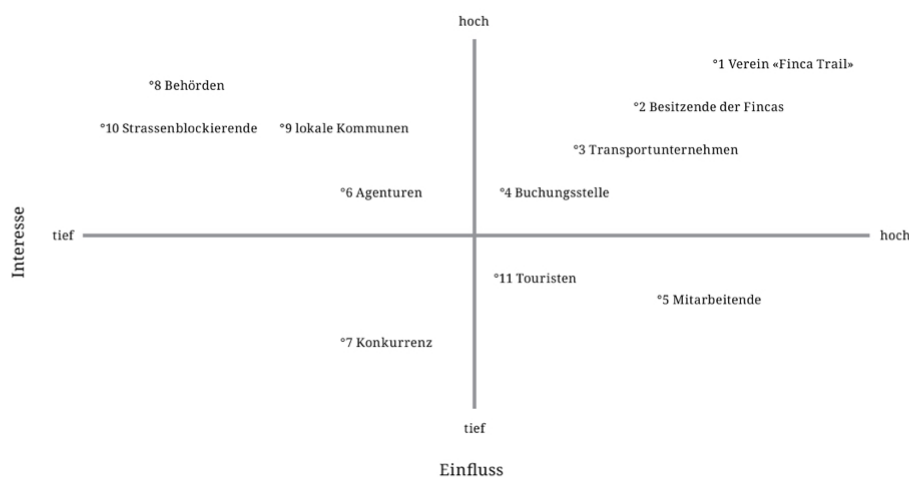 hoch
°1 Verein «Finca Trail»
°8 Behörden
°2 Besitzende der Fincas
°10 Strassenblockierende
°9 lokale Kommunen
°3 Transportunternehmen
°6 Agenturen
°4 Buchungsstelle
Interesse
tief
hoch
°11 Touristen
°5 Mitarbeitende
°7 Konkurrenz
tief
Einfluss